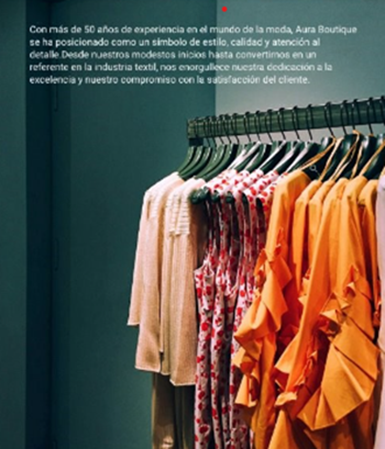 Con más de 50 años de experiencia en el mundo de la moda, Aura Boutique
se ha posicionado como un símbolo de estilo, calidad y atención al
detalle.Desde nuestros modestos inicios hasta convertirnos en un
referente en la industria textil, nos enorgullece nuestra dedicación a la
excelencia y nuestro compromiso con la satisfacción del cliente.